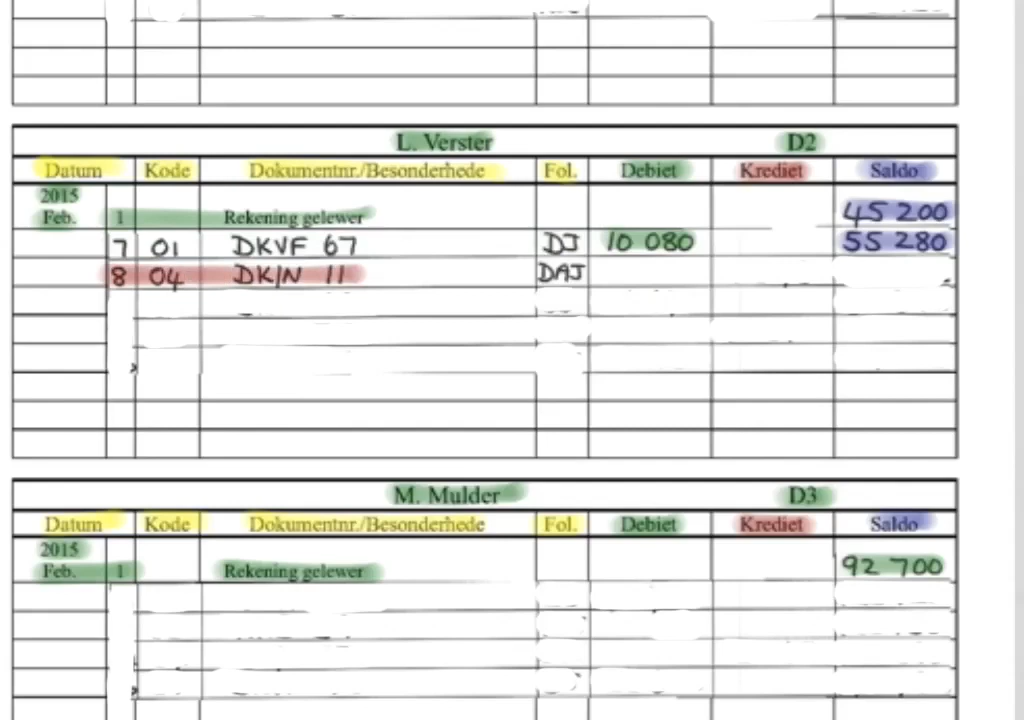 L. Verster D2
Datum Kode Dokumentnr./Besonderhede Fol. Debiet Krediet Saldo
2015
Feb. 1 Rekening gelewer 45 200
7 01 DKVF 67 DJ 10 080 55 280
8 04 DK/N 11 DAJ
M. Mulder D3
Datum Kode Dokumentnr./Besonderhede Fol. Debiet Krediet Saldo
2015
Feb. 1 Rekening gelewer 92 700